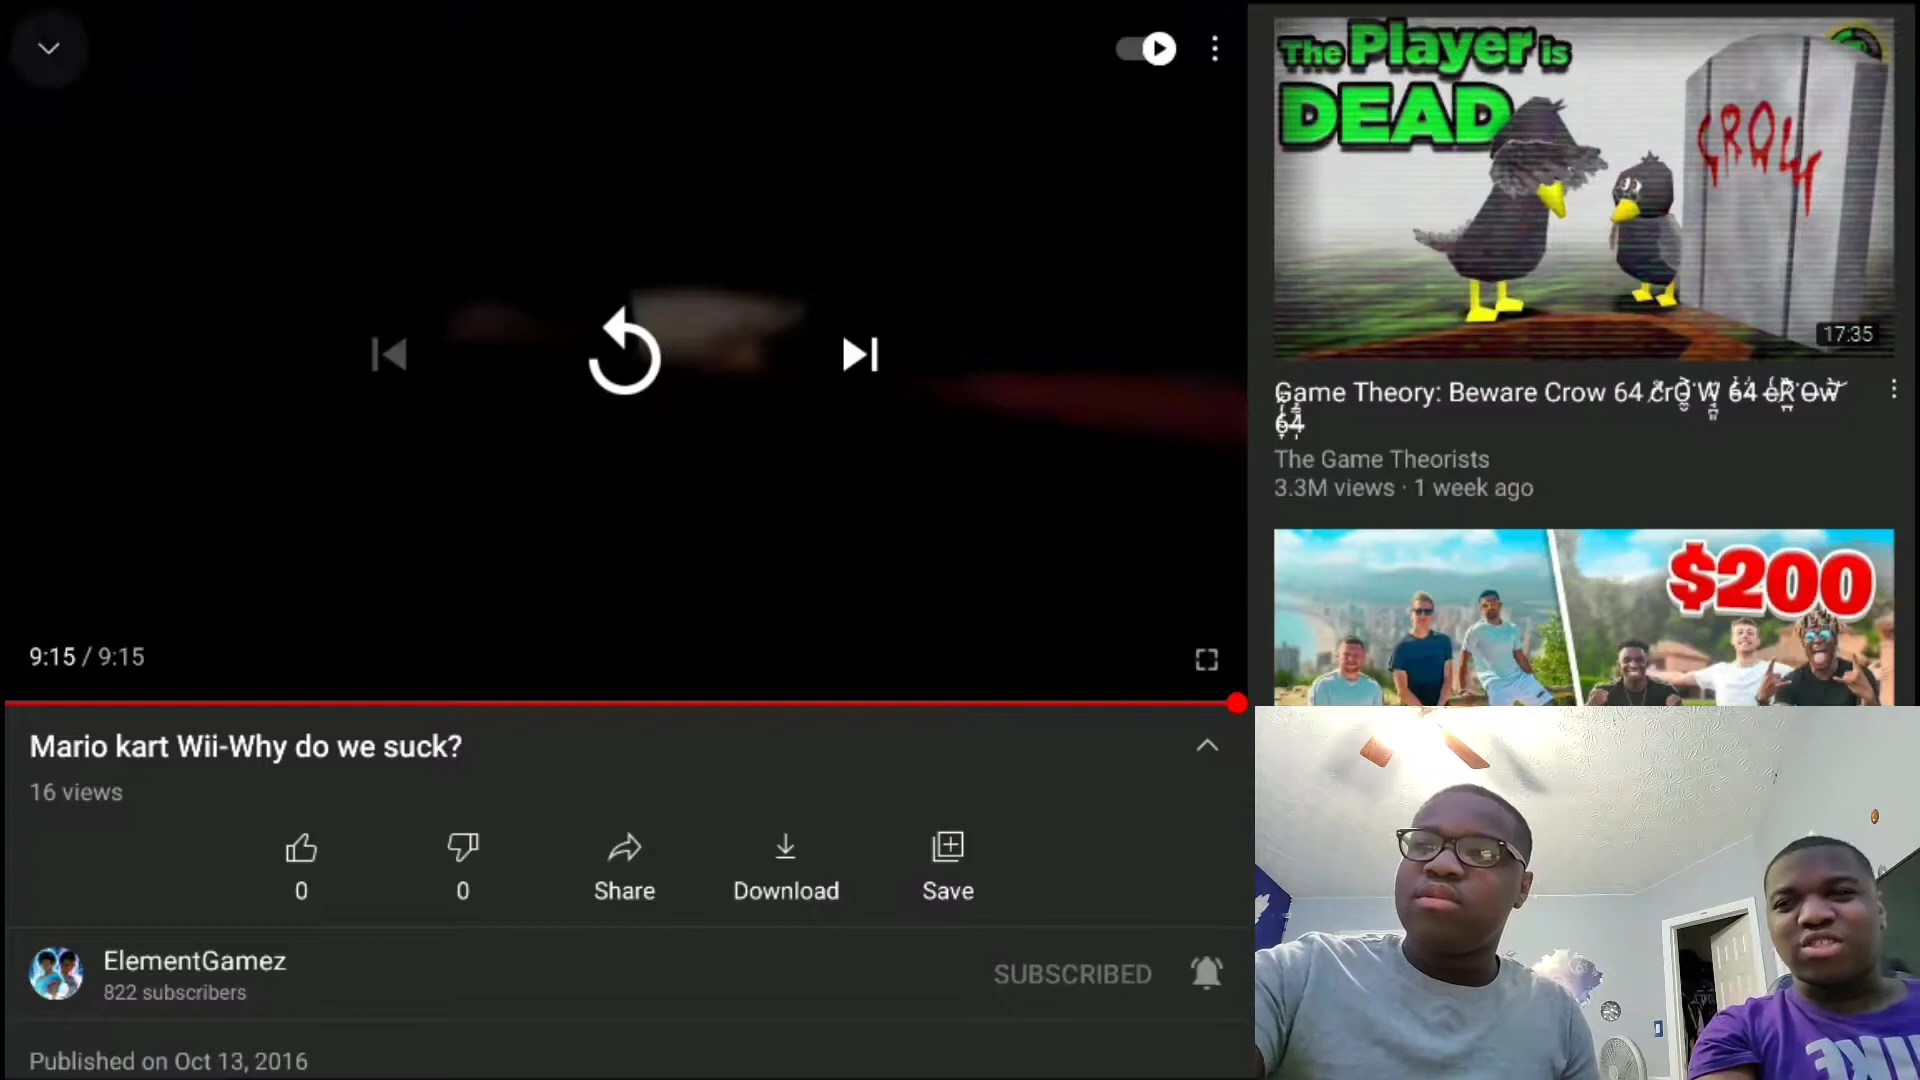 The Player is
DEAD
CROW
17:35
Game Theory: Beware Crow 64
64
The Game Theorists
3.3M views · 1 week ago
$200
9:15 / 9:15
Mario kart Wii-Why do we suck?
16 views
0
0
Share
Download
Save
ElementGamez
822 subscribers
SUBSCRIBED
Published on Oct 13, 2016